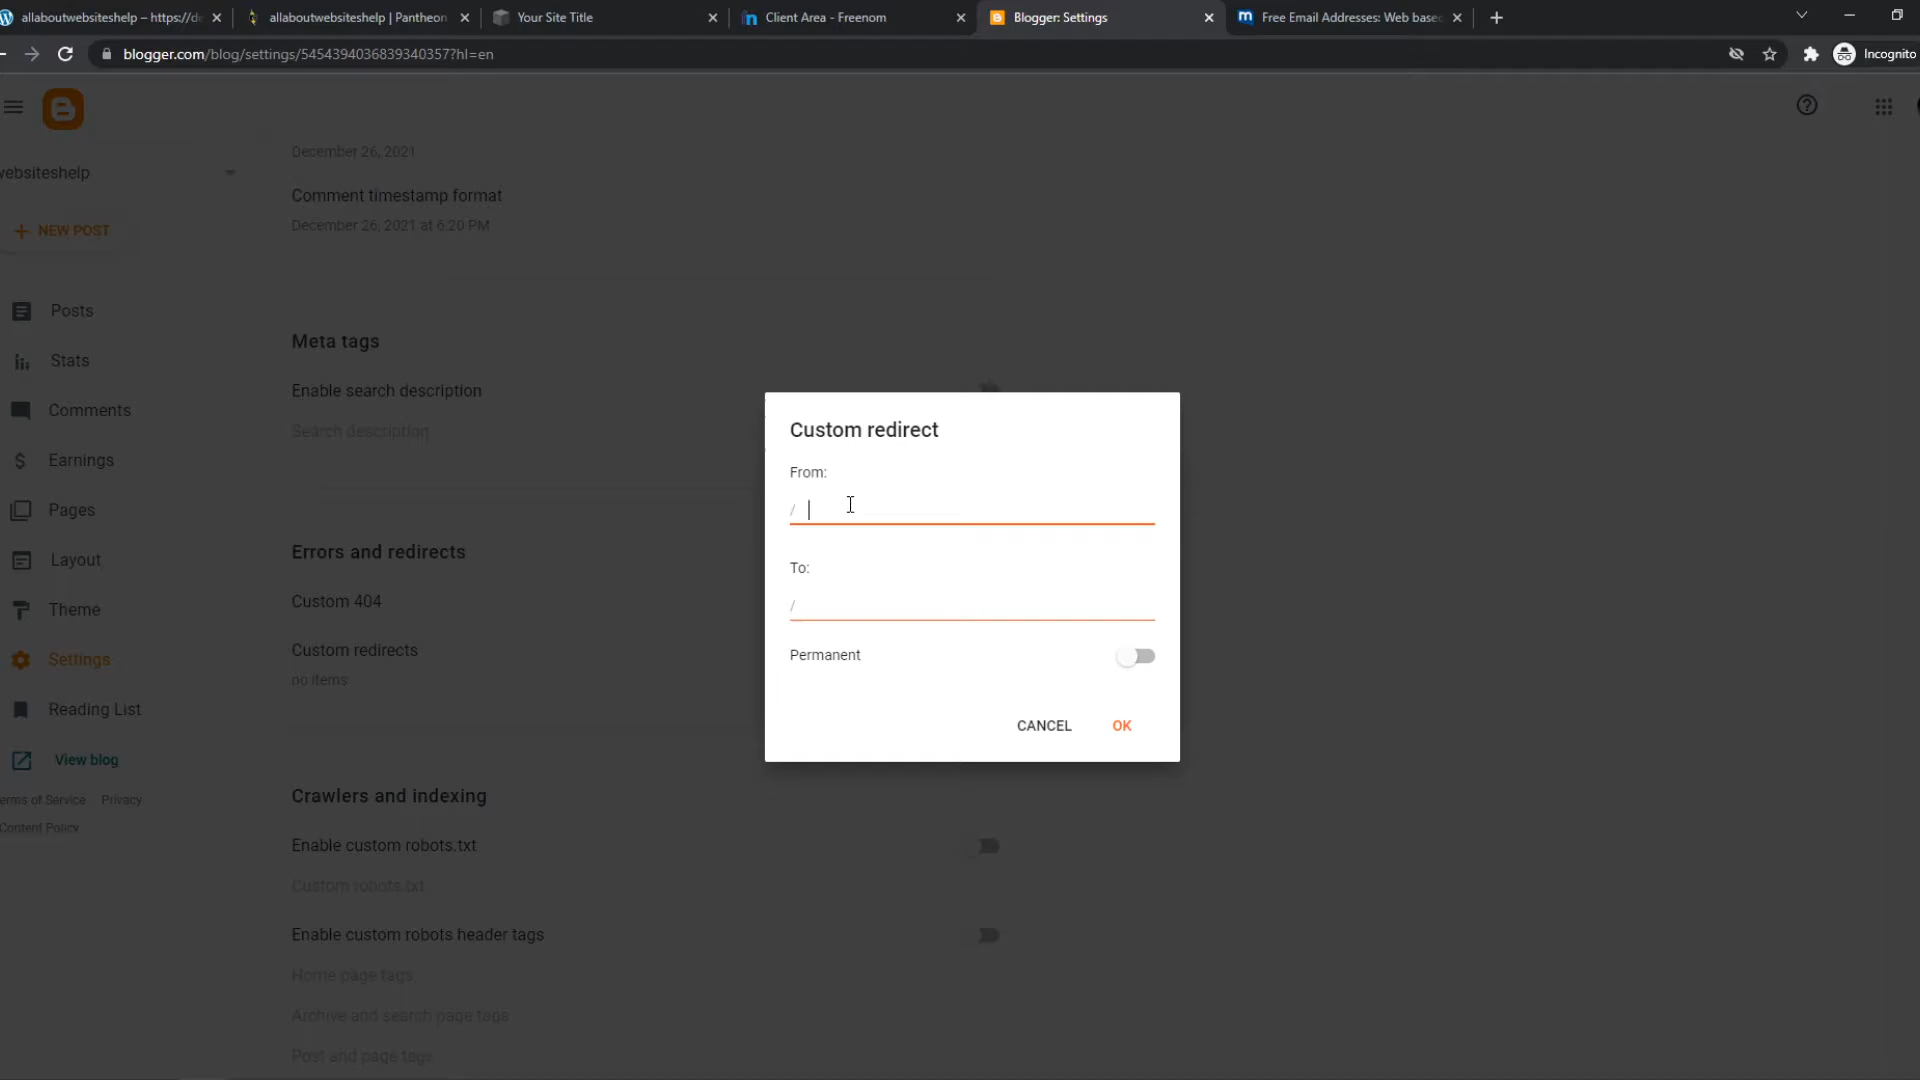 allaboutwebsiteshelp – https://de
allaboutwebsiteshelp | Pantheon
Your Site Title
Client Area - Freenom
Blogger: Settings
Free Email Addresses: Web based
blogger.com/blog/settings/5454394036839340357?hl=en
Incognito
ebsiteshelp
NEW POST
Posts
Stats
Comments
Earnings
Pages
Layout
Theme
Settings
Reading List
View blog
erms of Service Privacy
Content Policy
December 26, 2021
Comment timestamp format
December 26, 2021 at 6:20 PM
Meta tags
Enable search description
Search description
Errors and redirects
Custom 404
Custom redirects
no items
Crawlers and indexing
Enable custom robots.txt
Custom robots.txt
Enable custom robots header tags
Home page tags
Archive and search page tags
Post and page tags
Custom redirect
From:
/
To:
/
Permanent
CANCEL OK